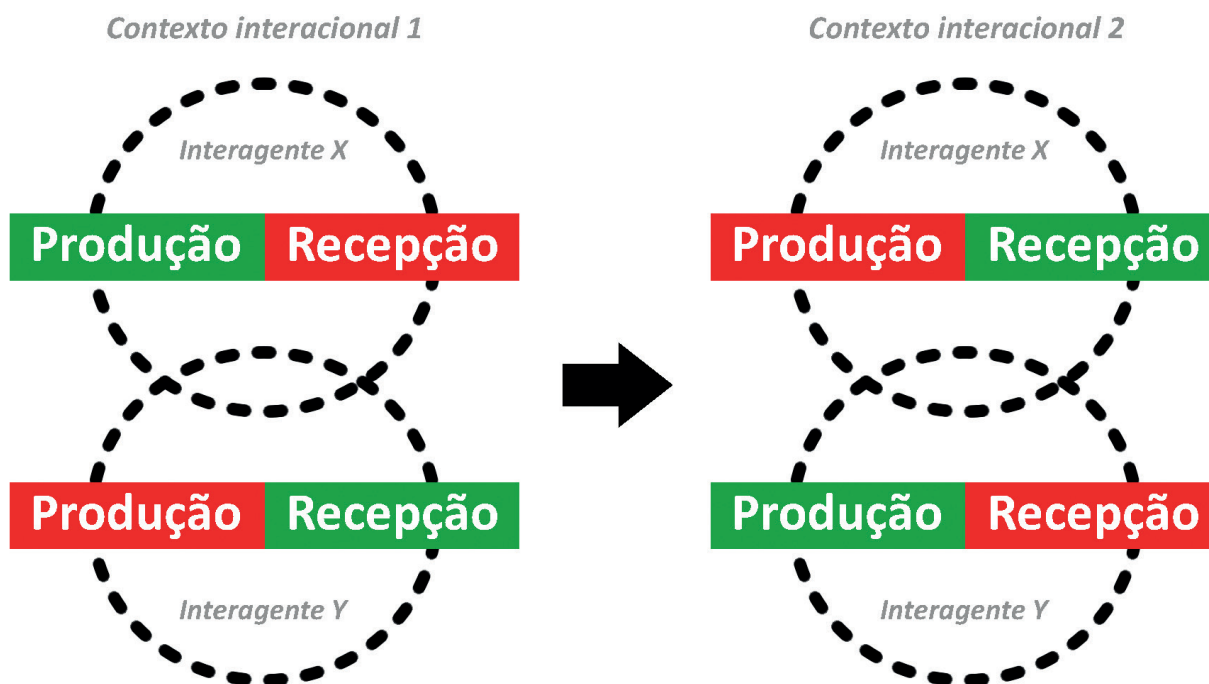 Contexto interacional 1
Interagente X
Produção Recepção
Produção Recepção
Interagente Y
Contexto interacional 2
Interagente X
Produção Recepção
Produção Recepção
Interagente Y